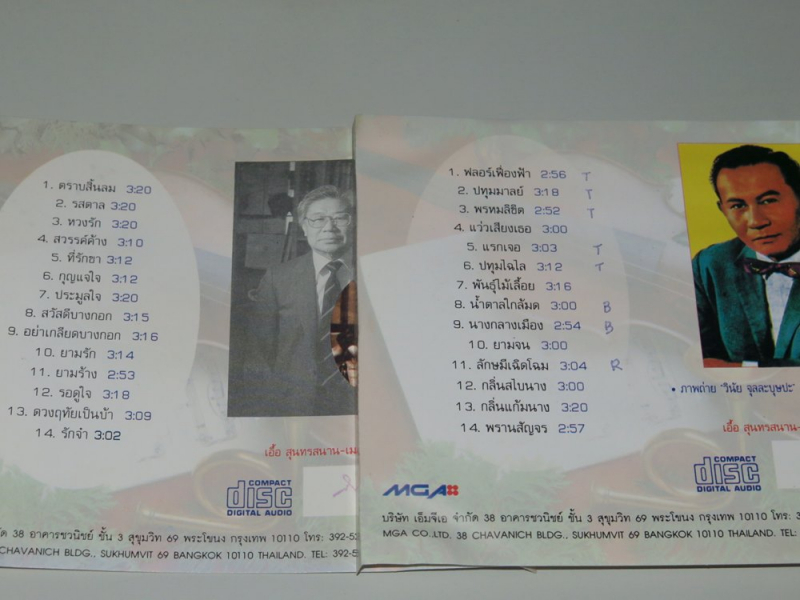 1. ตราบสิ้นลม 3:20
2. รสตาล 3:20
3. หวงรัก 3:20
4. สวรรค์ค้าง 3:10
5. ที่รักฮา 3:12
6. กุญแจใจ 3:12
7. ประมูลใจ 3:20
8. สวัสดีบางกอก 3:15
9. อย่าเกลียดบางกอก 3:16
10. ยามรัก 3:14
11. ยามร้าง 2:53
12. รอดูใจ 3:18
13. ดวงฤทัยเป็นบ้า 3:09
14. รักจำ 3:02
เอื้อ สุนทรสนาน-เม
COMPACT
disc
DIGITAL AUDIO
38 อาคารชวนิชย์ ชั้น 3 สุขุมวิท 69 พระโขนง กรุงเทพ 10110 โทร: 392-5
CHAVANICH BLDG., SUKHUMVIT 69 BANGKOK 10110 THAILAND. TEL: 392-5
1. ฟลอร์เฟื่องฟ้า 2:56 T
2. ปทุมมาลย์ 3:18 T
3. พรหมลิขิต 2:52 T
4. แว่วเสียงเธอ 3:00
5. แรกเจอ 3:03 T
6. ปทุมไฉไล 3:12 T
7. พันธุ์ไม้เลื้อย 3:16
8. น้ำตาลใกล้มด 3:00 B
9. นางกลางเมือง 2:54 B
10. ยามจน 3:00
11. ลักษมีเฉิดโฉม 3:04 R
12. กลิ่นสไบนาง 3:00
13. กลิ่นแก้มนาง 3:20
14. พรานสัญจร 2:57
• ภาพถ่าย "วินัย จุลละบุษปะ"
เอื้อ สุนทรสนาน-
MGA
COMPACT
disc
DIGITAL AUDIO
บริษัท เอ็มจีเอ จำกัด 38 อาคารชวนิชย์ ชั้น 3 สุขุมวิท 69 พระโขนง กรุงเทพ 10110 โทร:
MGA CO.,LTD. 38 CHAVANICH BLDG., SUKHUMVIT 69 BANGKOK 10110 THAILAND. TEL: